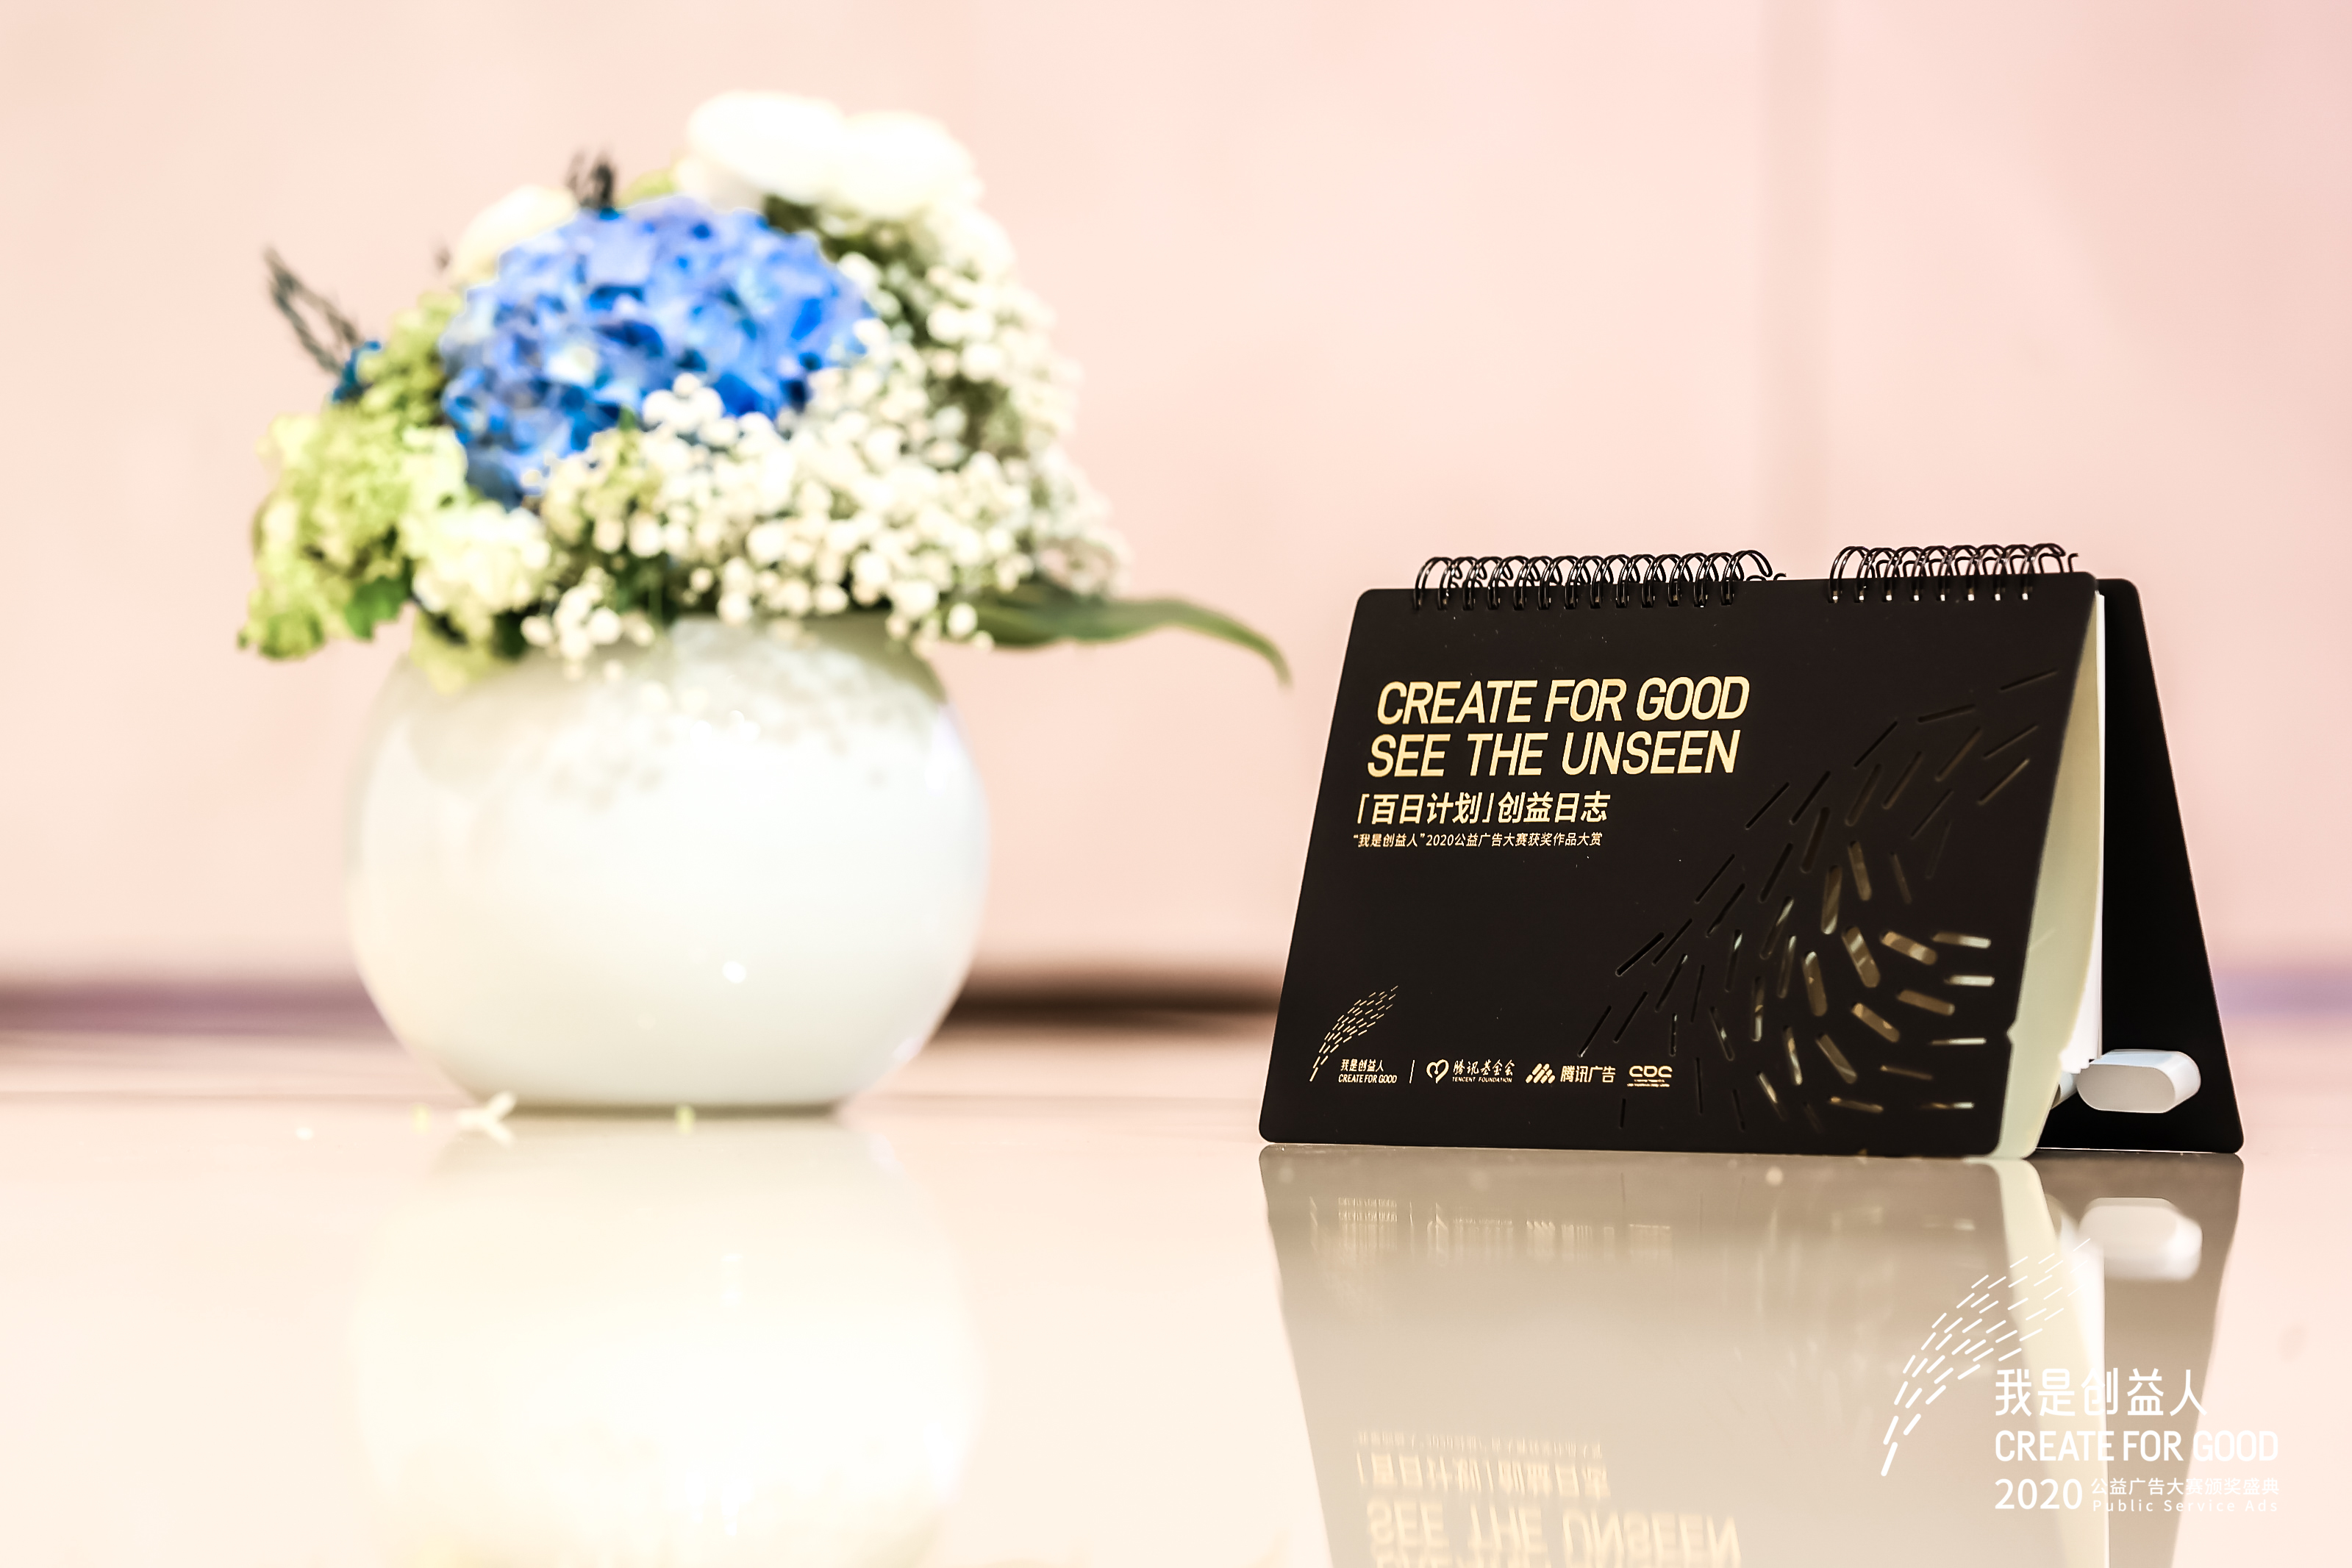 CREATE FOR GOOD
SEE THE UNSEEN
「百日计划」创益日志
“我是创益人”2020公益广告大赛获奖作品大赏
我是创益人
CREATE FOR GOOD
腾讯基金会
TENCENT FOUNDATION
腾讯广告
CDC
我是创益人
CREATE FOR GOOD
2020 公益广告大赛颁奖盛典
Public Service Ads